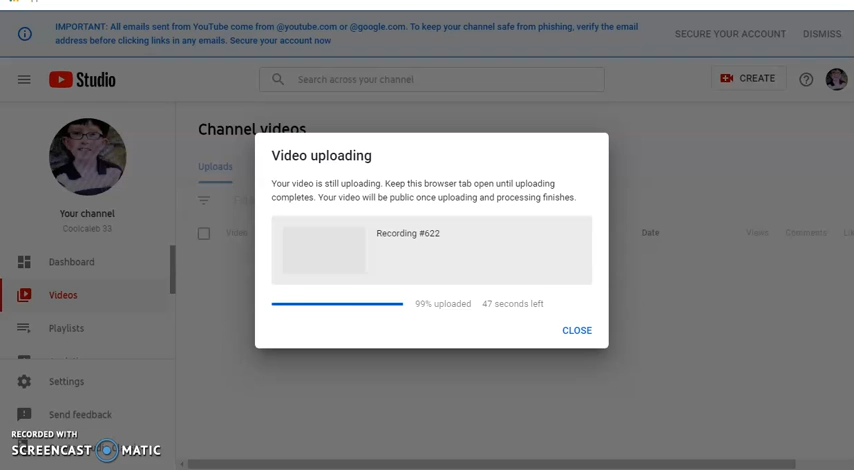 IMPORTANT: All emails sent from YouTube come from @youtube.com or @google.com. To keep your channel safe from phishing, verify the email
address before clicking links in any emails. Secure your account now
SECURE YOUR ACCOUNT
DISMISS
Studio
Search across your channel
CREATE
Channel videos
Uploads
Video
Date
Views
Comments
Your channel
Coolcaleb 33
Dashboard
Videos
Playlists
Settings
Send feedback
Video uploading
Your video is still uploading. Keep this browser tab open until uploading
completes. Your video will be public once uploading and processing finishes.
Recording #622
99% uploaded 47 seconds left
CLOSE
RECORDED WITH
SCREENCAST MATIC